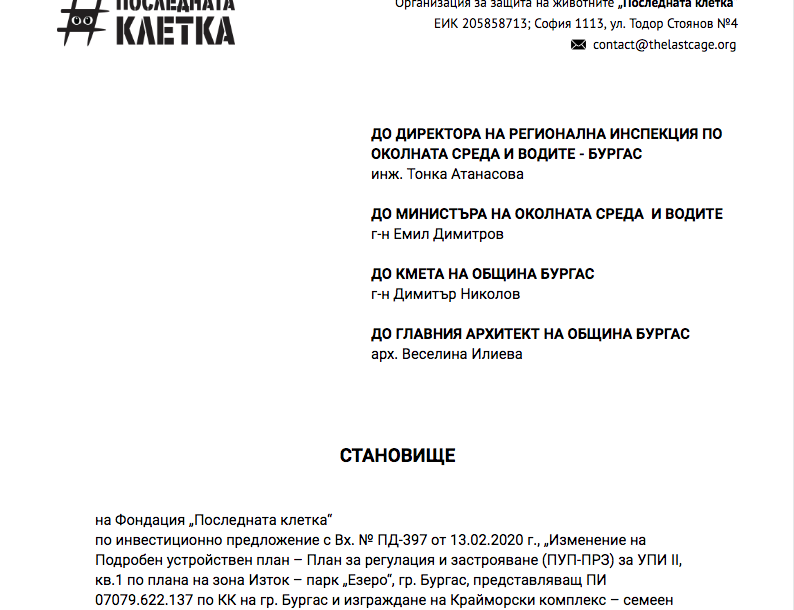 ПОСЛЕДНАТА
КЛЕТКА
Организация за защита на животните „Последната клетка“
ЕИК 205858713; София 1113, ул. Тодор Стоянов №4
contact@thelastcage.org
ДО ДИРЕКТОРА НА РЕГИОНАЛНА ИНСПЕКЦИЯ ПО
ОКОЛНАТА СРЕДА И ВОДИТЕ - БУРГАС
инж. Тонка Атанасова
ДО МИНИСТЪРА НА ОКОЛНАТА СРЕДА И ВОДИТЕ
г-н Емил Димитров
ДО КМЕТА НА ОБЩИНА БУРГАС
г-н Димитър Николов
ДО ГЛАВНИЯ АРХИТЕКТ НА ОБЩИНА БУРГАС
арх. Веселина Илиева
СТАНОВИЩЕ
на Фондация „Последната клетка“
по инвестиционно предложение с Вх. № ПД-397 от 13.02.2020 г., „Изменение на
Подробен устройствен план – План за регулация и застрояване (ПУП-ПРЗ) за УПИ II,
кв.1 по плана на зона Изток – парк „Езеро“, гр. Бургас, представляващ ПИ
07079.622.137 по КК на гр. Бургас и изграждане на Крайморски комплекс – семеен